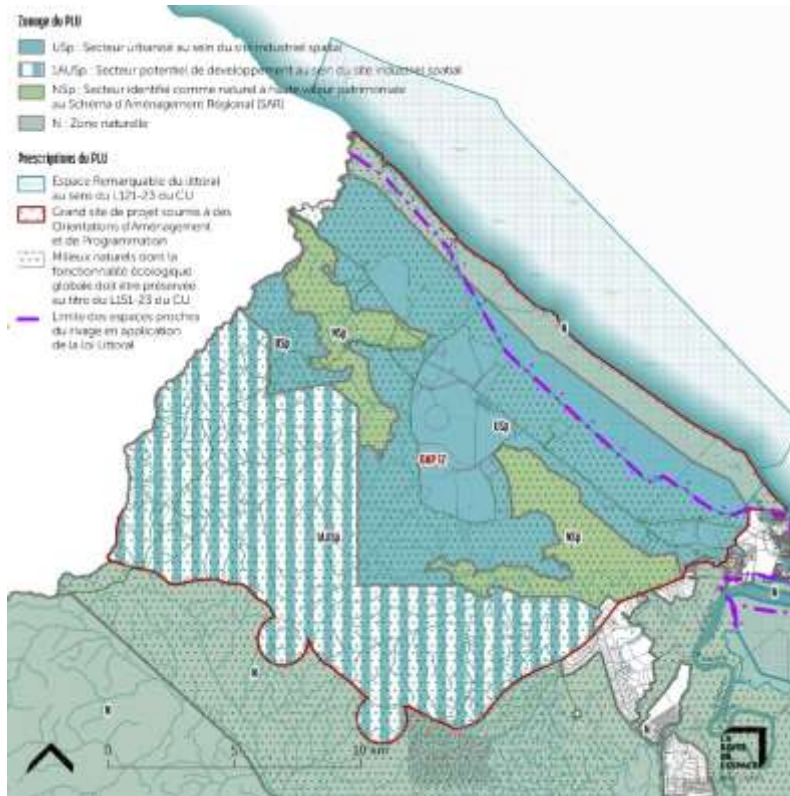 Zonage du PLU
USp : Secteur urbanisé au sein du site industriel spatial
1AUSp : Secteur potentiel de développement au sein du site industriel spatial
NSp : Secteur identifié comme naturel à haute valeur patrimoniale
au Schéma d'Aménagement Régional (SAR)
N : Zone naturelle
Prescriptions du PLU
Espace Remarquable du littoral
au sens du L121-23 du CU
Grand site de projet soumis à des
Orientations d'Aménagement
et de Programmation
Milieux naturels dont la
fonctionnalité écologique
globale doit être préservée
au titre du L151-23 du CU
Limite des espaces proches
du rivage en application
de la loi Littoral
N
NSp
USp
USp
OAP 17
1AUSp
NSp
N
N
N
N
0 5 10 km
LA
ROUTE
DE
L'ESPACE